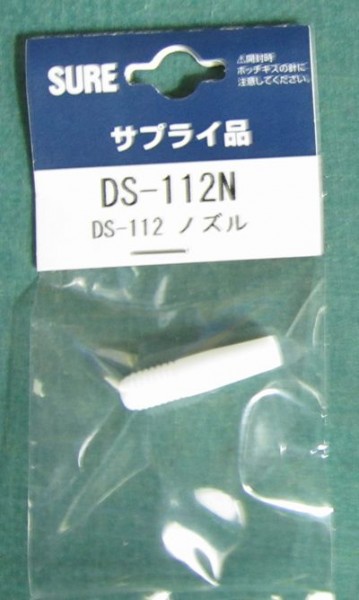 SURE
⚠開封時
ホッチキスの針に
注意してください。
サプライ品
DS-112N
DS-112 ノズル